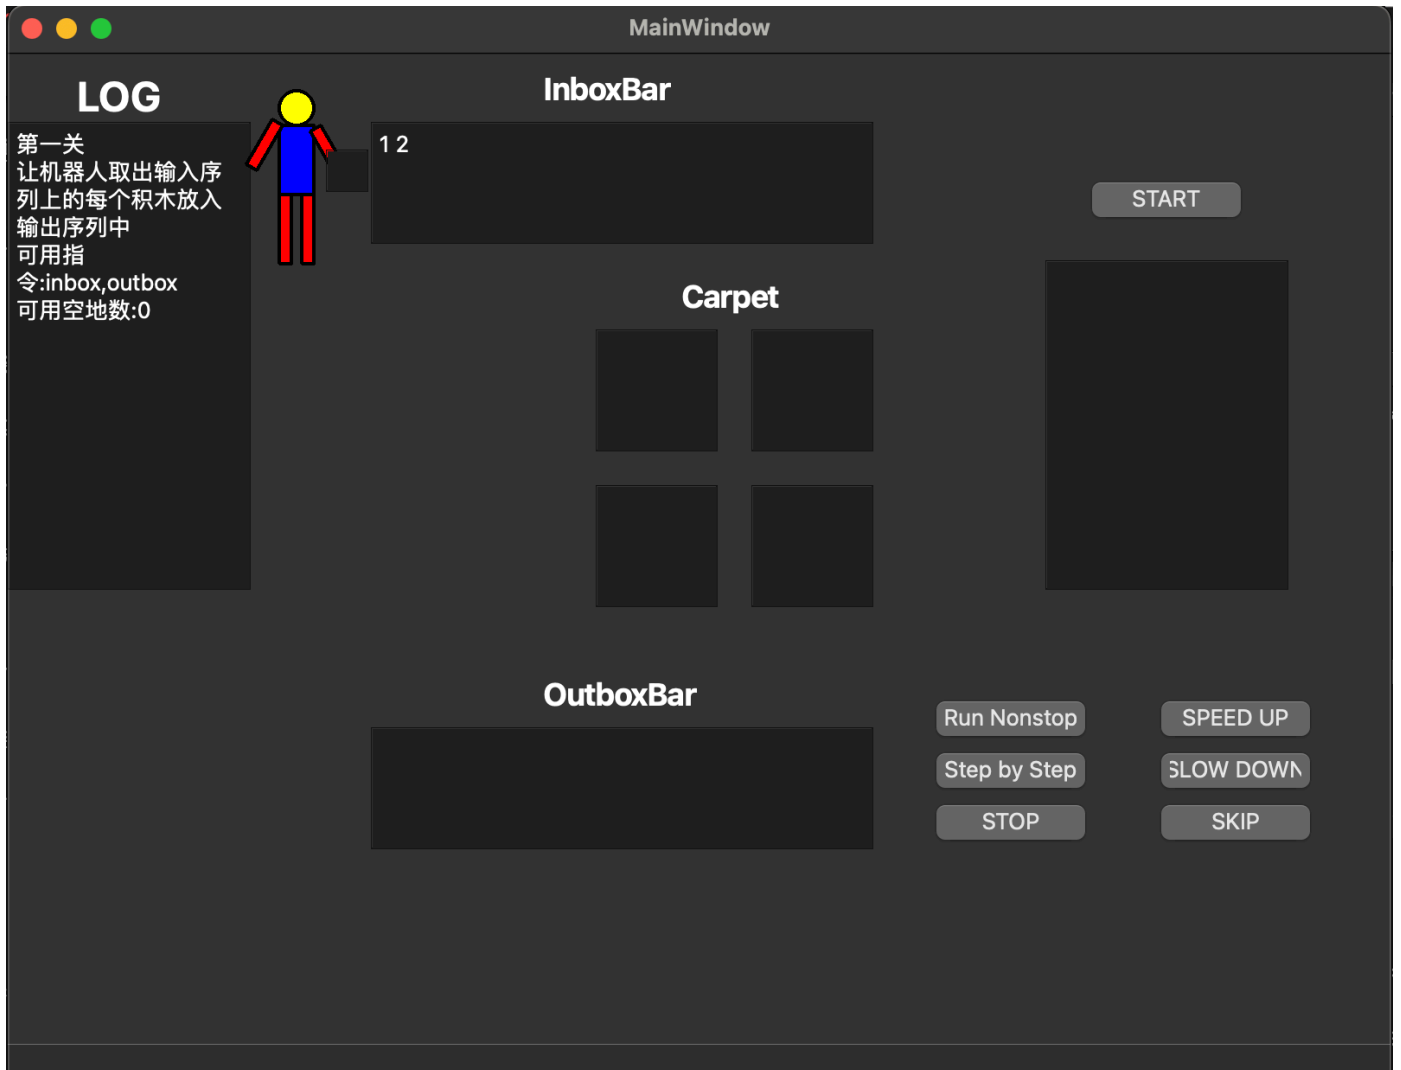 MainWindow
LOG
第一关
让机器人取出输入序
列上的每个积木放入
输出序列中
可用指
令:inbox,outbox
可用空地数:0
InboxBar
1 2
START
Carpet
OutboxBar
Run Nonstop
SPEED UP
Step by Step
SLOW DOWN
STOP
SKIP